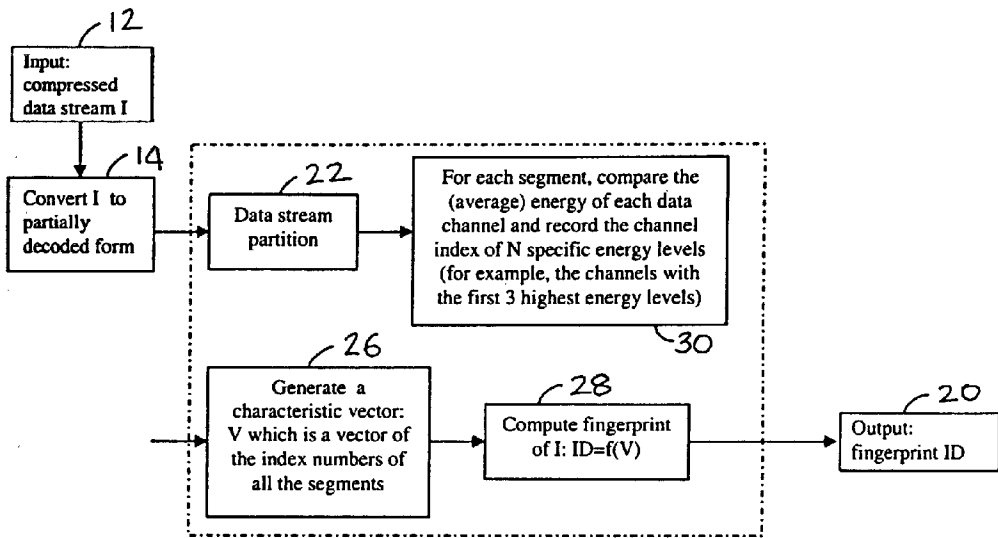 12
Input:
compressed
data stream I
14
Convert I to
partially
decoded form
22
Data stream
partition
For each segment, compare the
(average) energy of each data
channel and record the channel
index of N specific energy levels
(for example, the channels with
the first 3 highest energy levels)
30
26
Generate a
characteristic vector:
V which is a vector of
the index numbers of
all the segments
28
Compute fingerprint
of I: ID=f(V)
20
Output:
fingerprint ID